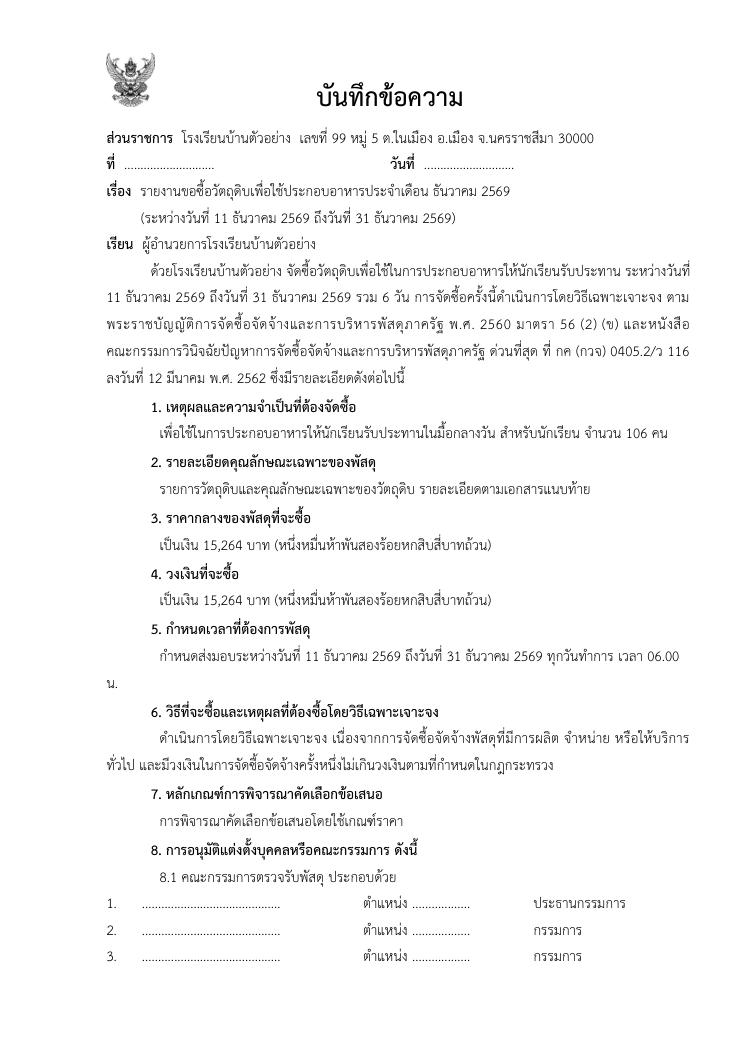 บันทึกข้อความ
ส่วนราชการ โรงเรียนบ้านตัวอย่าง เลขที่ 99 หมู่ 5 ต.ในเมือง อ.เมือง จ.นครราชสีมา 30000
ที่ ............................ วันที่ ............................
เรื่อง รายงานขอซื้อวัตถุดิบเพื่อใช้ประกอบอาหารประจำเดือน ธันวาคม 2569
(ระหว่างวันที่ 11 ธันวาคม 2569 ถึงวันที่ 31 ธันวาคม 2569)
เรียน ผู้อำนวยการโรงเรียนบ้านตัวอย่าง
ด้วยโรงเรียนบ้านตัวอย่าง จัดซื้อวัตถุดิบเพื่อใช้ในการประกอบอาหารให้นักเรียนรับประทาน ระหว่างวันที่
11 ธันวาคม 2569 ถึงวันที่ 31 ธันวาคม 2569 รวม 6 วัน การจัดซื้อครั้งนี้ดำเนินการโดยวิธีเฉพาะเจาะจง ตาม
พระราชบัญญัติการจัดซื้อจัดจ้างและการบริหารพัสดุภาครัฐ พ.ศ. 2560 มาตรา 56 (2) (ข) และหนังสือ
คณะกรรมการวินิจฉัยปัญหาการจัดซื้อจัดจ้างและการบริหารพัสดุภาครัฐ ด่วนที่สุด ที่ กค (กวจ) 0405.2/ว 116
ลงวันที่ 12 มีนาคม พ.ศ. 2562 ซึ่งมีรายละเอียดดังต่อไปนี้
1. เหตุผลและความจำเป็นที่ต้องจัดซื้อ
เพื่อใช้ในการประกอบอาหารให้นักเรียนรับประทานในมื้อกลางวัน สำหรับนักเรียน จำนวน 106 คน
2. รายละเอียดคุณลักษณะเฉพาะของพัสดุ
รายการวัตถุดิบและคุณลักษณะเฉพาะของวัตถุดิบ รายละเอียดตามเอกสารแนบท้าย
3. ราคากลางของพัสดุที่จะซื้อ
เป็นเงิน 15,264 บาท (หนึ่งหมื่นห้าพันสองร้อยหกสิบสี่บาทถ้วน)
4. วงเงินที่จะซื้อ
เป็นเงิน 15,264 บาท (หนึ่งหมื่นห้าพันสองร้อยหกสิบสี่บาทถ้วน)
5. กำหนดเวลาที่ต้องการพัสดุ
กำหนดส่งมอบระหว่างวันที่ 11 ธันวาคม 2569 ถึงวันที่ 31 ธันวาคม 2569 ทุกวันทำการ เวลา 06.00
น.
6. วิธีที่จะซื้อและเหตุผลที่ต้องซื้อโดยวิธีเฉพาะเจาะจง
ดำเนินการโดยวิธีเฉพาะเจาะจง เนื่องจากการจัดซื้อจัดจ้างพัสดุที่มีการผลิต จำหน่าย หรือให้บริการ
ทั่วไป และมีวงเงินในการจัดซื้อจัดจ้างครั้งหนึ่งไม่เกินวงเงินตามที่กำหนดในกฎกระทรวง
7. หลักเกณฑ์การพิจารณาคัดเลือกข้อเสนอ
การพิจารณาคัดเลือกข้อเสนอโดยใช้เกณฑ์ราคา
8. การอนุมัติแต่งตั้งบุคคลหรือคณะกรรมการ ดังนี้
8.1 คณะกรรมการตรวจรับพัสดุ ประกอบด้วย
1. ........................................... ตำแหน่ง .................. ประธานกรรมการ
2. ........................................... ตำแหน่ง .................. กรรมการ
3. ........................................... ตำแหน่ง .................. กรรมการ